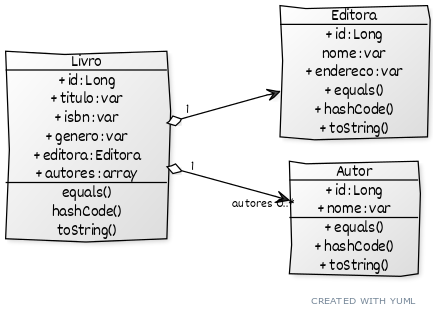 Livro
+ id : Long
+ titulo : var
+ isbn : var
+ genero : var
+ editora : Editora
+ autores : array
equals()
hashCode()
toString()
1
1
autores 0..*
Editora
+ id : Long
nome : var
+ endereco : var
+ equals()
+ hashCode()
+ toString()
Autor
+ id : Long
+ nome : var
+ equals()
+ hashCode()
+ toString()
CREATED WITH YUML